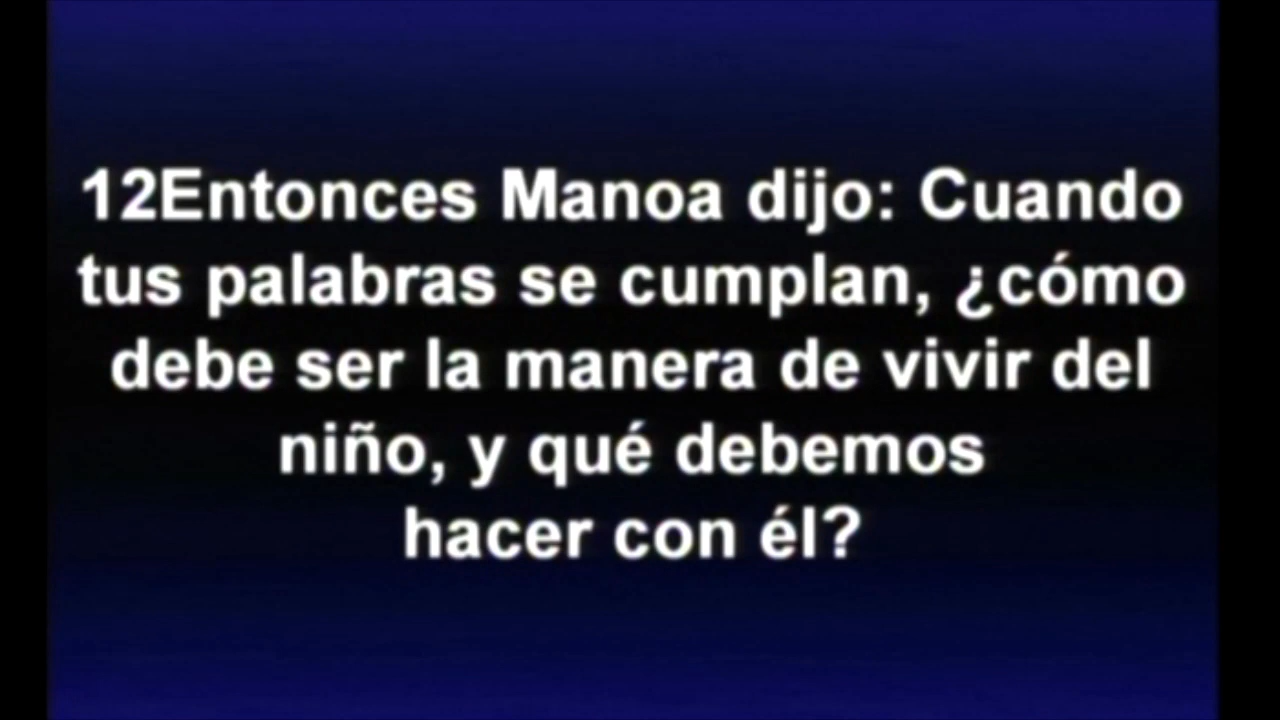 12Entonces Manoa dijo: Cuando
tus palabras se cumplan, ¿cómo
debe ser la manera de vivir del
niño, y qué debemos
hacer con él?